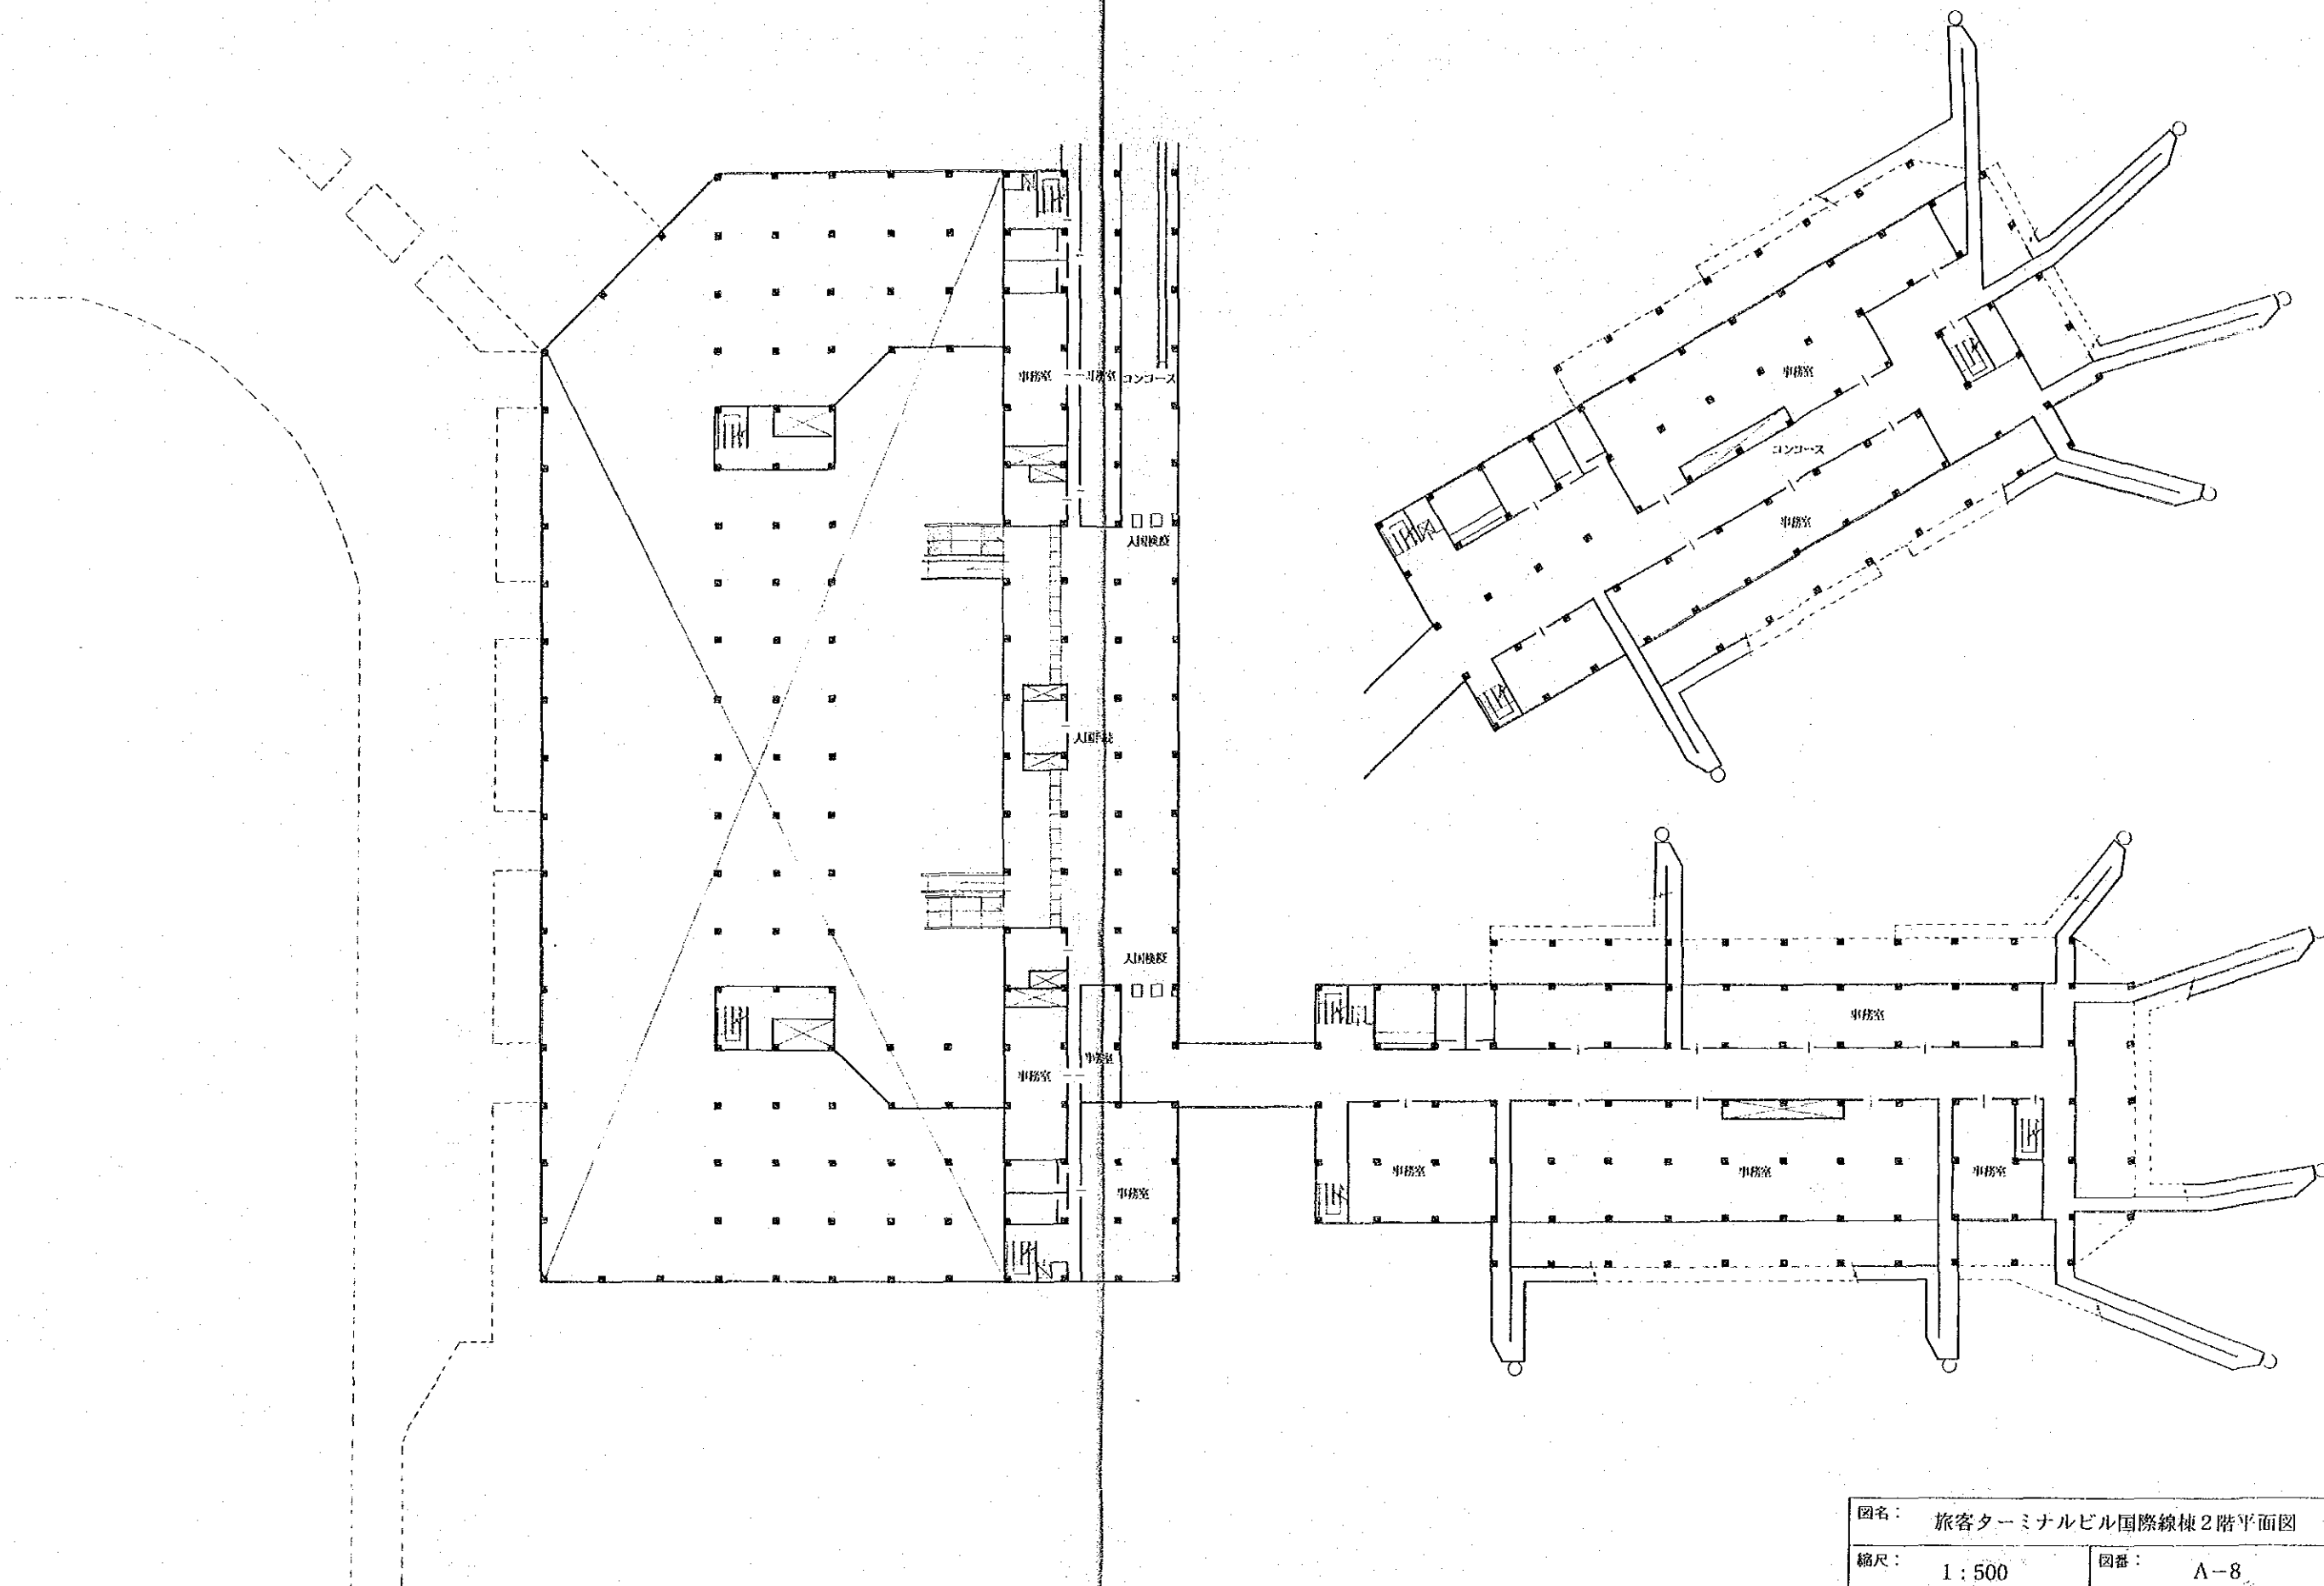 事務室
事務室
コンコース
入国検疫
入国手続
入国検疫
事務室
事務室
事務室
事務室
コンコース
事務室
事務室
事務室
事務室
事務室
図名： 旅客ターミナルビル国際線棟2階平面図
縮尺： 1：500
図番： A-8